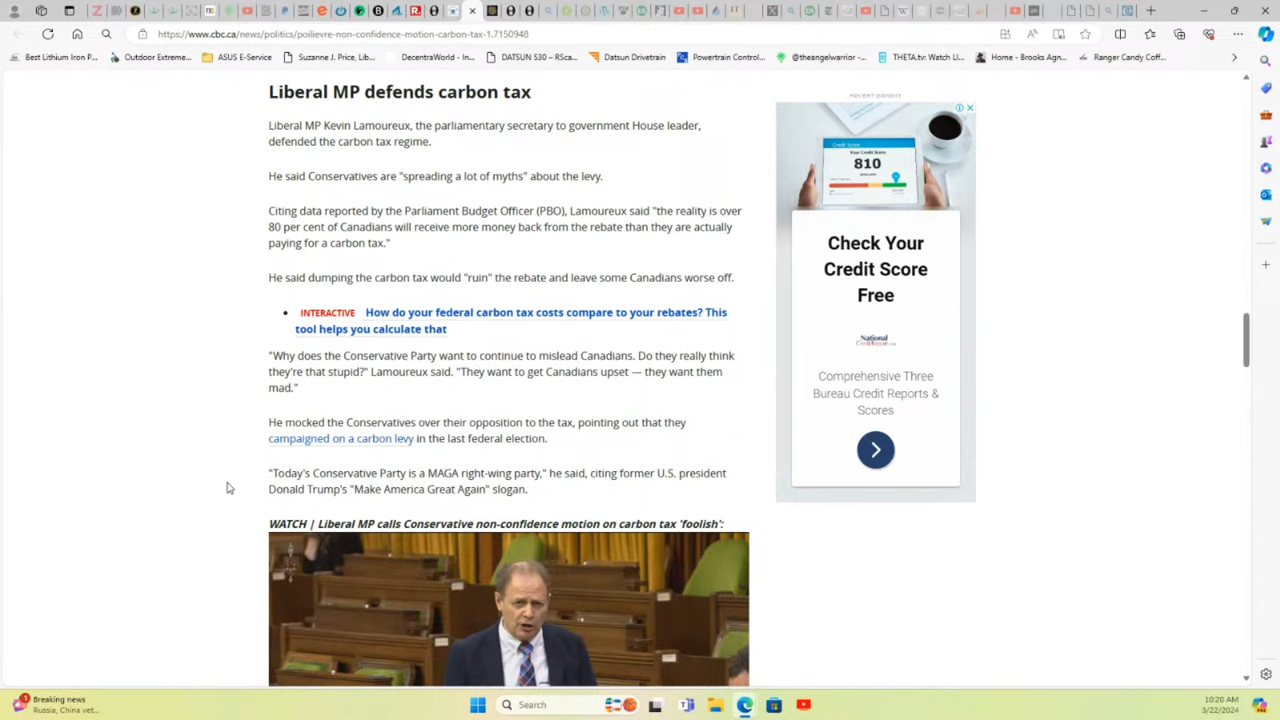 https://www.cbc.ca/news/politics/poilievre-non-confidence-motion-carbon-tax-1.7150948
Best Lithium Iron P... Outdoor Extreme... ASUS E-Service Suzanne J. Price, Lib... DecentraWorld - In... DATSUN S30 – RSca... Datsun Drivetrain Powertrain Control... @theangelwarrior -... THETA.tv: Watch LI... Home - Brooks Agn... Ranger Candy Coff...
Liberal MP defends carbon tax
Liberal MP Kevin Lamoureux, the parliamentary secretary to government House leader,
defended the carbon tax regime.
He said Conservatives are "spreading a lot of myths" about the levy.
Citing data reported by the Parliament Budget Officer (PBO), Lamoureux said "the reality is over
80 per cent of Canadians will receive more money back from the rebate than they are actually
paying for a carbon tax."
He said dumping the carbon tax would "ruin" the rebate and leave some Canadians worse off.
• INTERACTIVE How do your federal carbon tax costs compare to your rebates? This
tool helps you calculate that
"Why does the Conservative Party want to continue to mislead Canadians. Do they really think
they're that stupid?" Lamoureux said. "They want to get Canadians upset — they want them
mad."
He mocked the Conservatives over their opposition to the tax, pointing out that they
campaigned on a carbon levy in the last federal election.
"Today's Conservative Party is a MAGA right-wing party," he said, citing former U.S. president
Donald Trump's "Make America Great Again" slogan.
WATCH | Liberal MP calls Conservative non-confidence motion on carbon tax 'foolish':
ADVERTISEMENT
Credit Score
Your Credit Score
810
Check Your
Credit Score
Free
National
CreditReport.com
Comprehensive Three
Bureau Credit Reports &
Scores
Breaking news
Russia, China vet...
Search
10:20 AM
3/22/2024